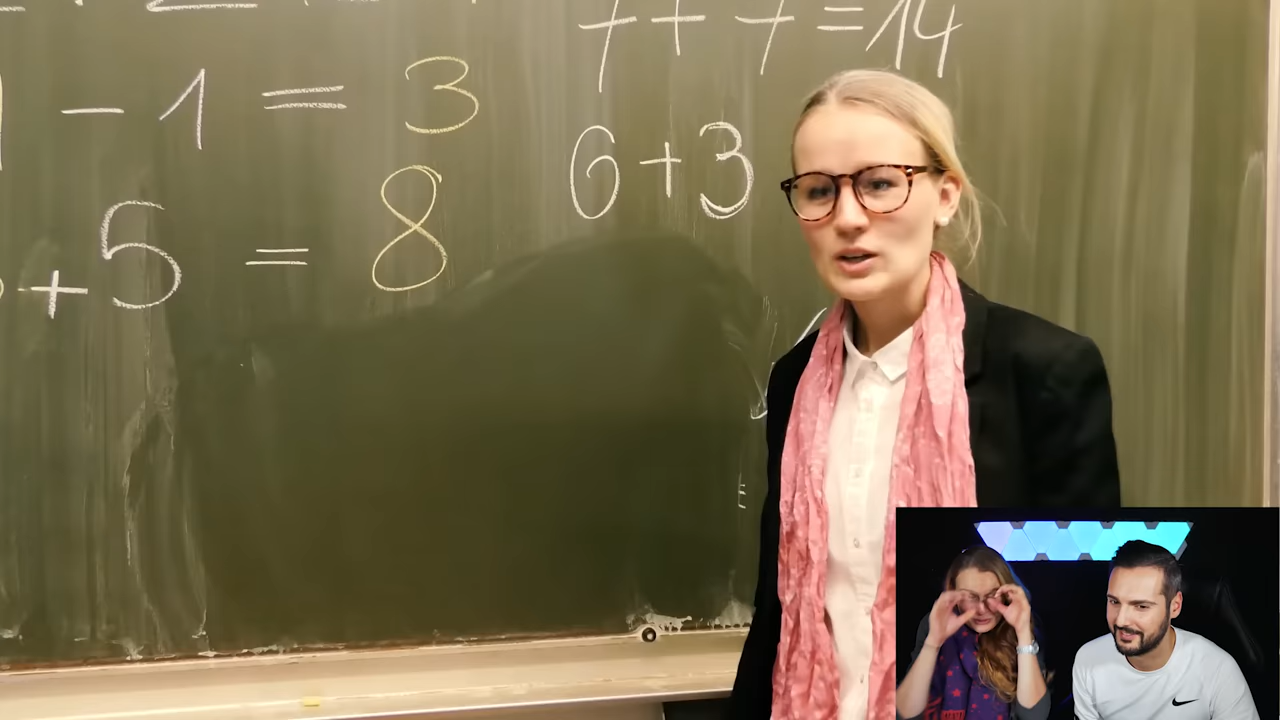 7 + 7 = 14
- 1 = 3
6 + 3
+ 5 = 8